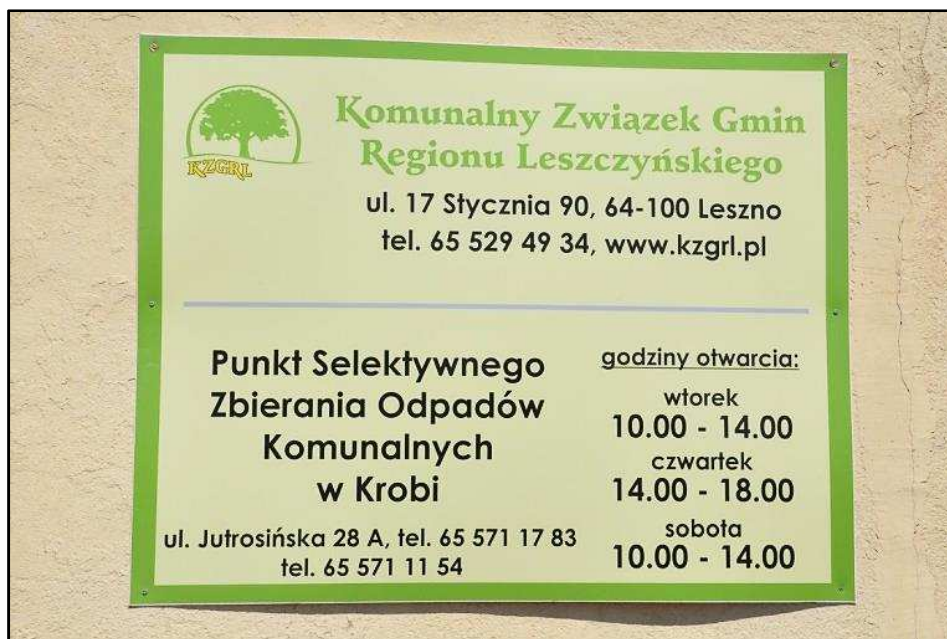 KZGRL
Komunalny Związek Gmin
Regionu Leszczyńskiego
ul. 17 Stycznia 90, 64-100 Leszno
tel. 65 529 49 34, www.kzgrl.pl
Punkt Selektywnego
Zbierania Odpadów
Komunalnych
w Krobi
ul. Jutrosińska 28 A, tel. 65 571 17 83
tel. 65 571 11 54
godziny otwarcia:
wtorek
10.00 - 14.00
czwartek
14.00 - 18.00
sobota
10.00 - 14.00